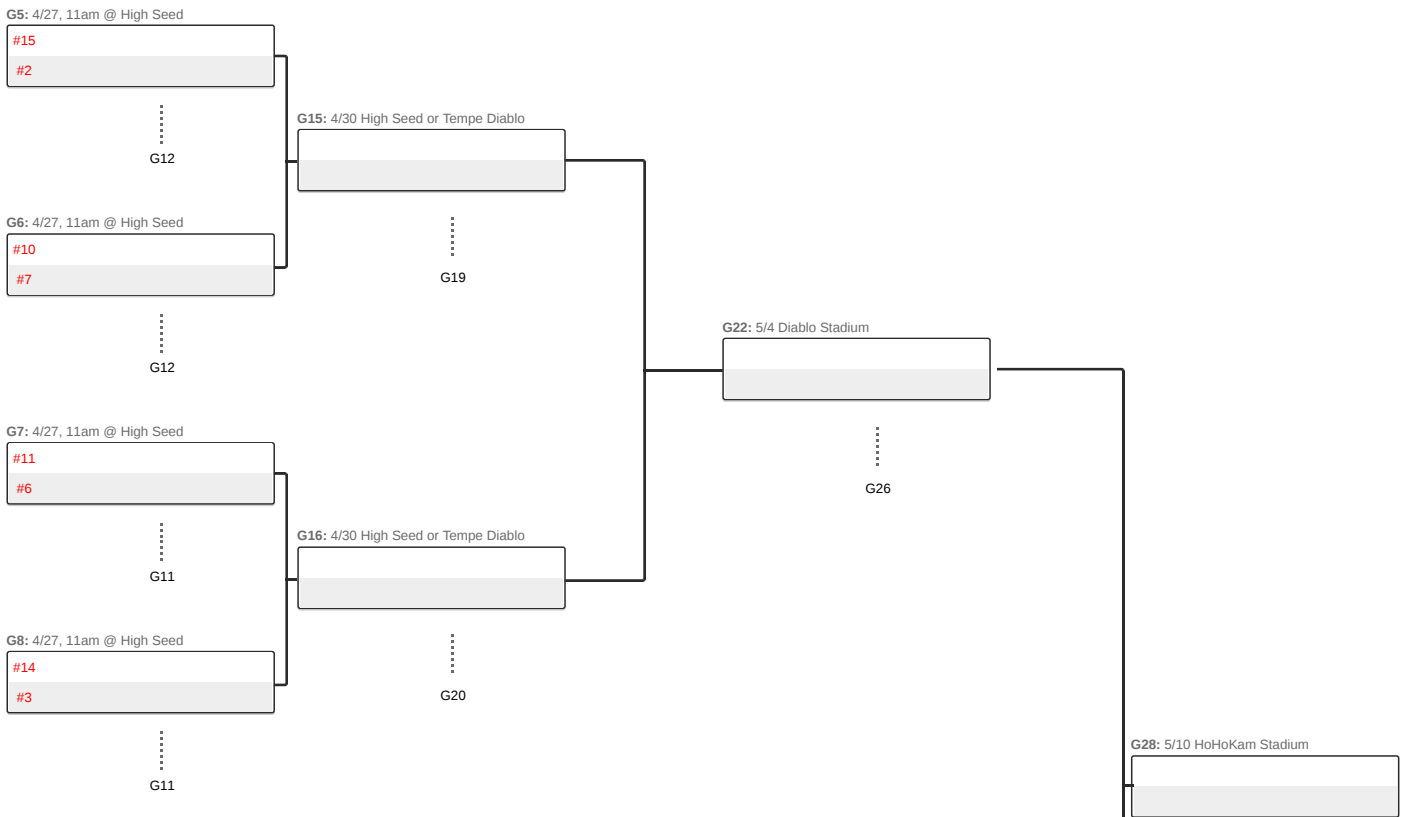 G5: 4/27, 11am @ High Seed
#15
#2
G12
G6: 4/27, 11am @ High Seed
#10
#7
G12
G7: 4/27, 11am @ High Seed
#11
#6
G11
G8: 4/27, 11am @ High Seed
#14
#3
G11
G15: 4/30 High Seed or Tempe Diablo
G19
G16: 4/30 High Seed or Tempe Diablo
G20
G22: 5/4 Diablo Stadium
G26
G28: 5/10 HoHoKam Stadium